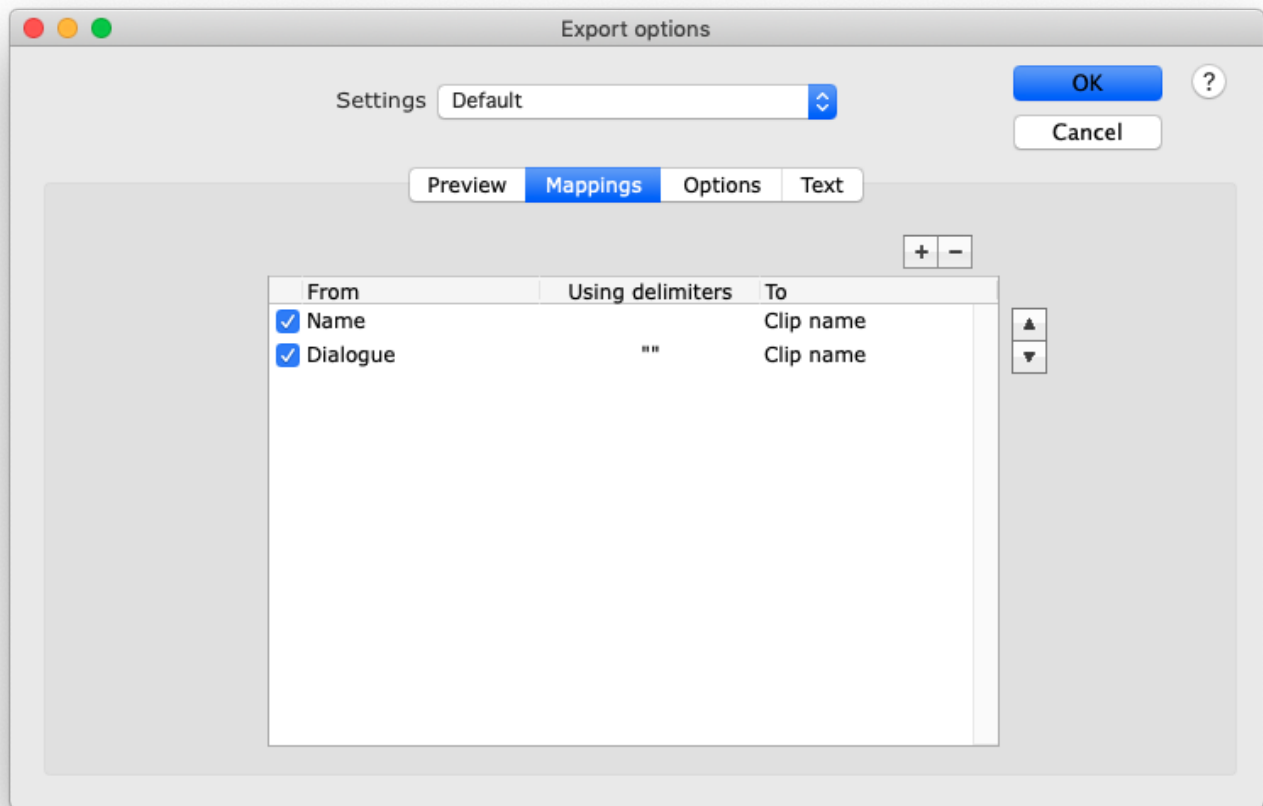 Export options
Settings Default
OK
?
Cancel
Preview Mappings Options Text
+ −
From Using delimiters To
Name Clip name
Dialogue "" Clip name